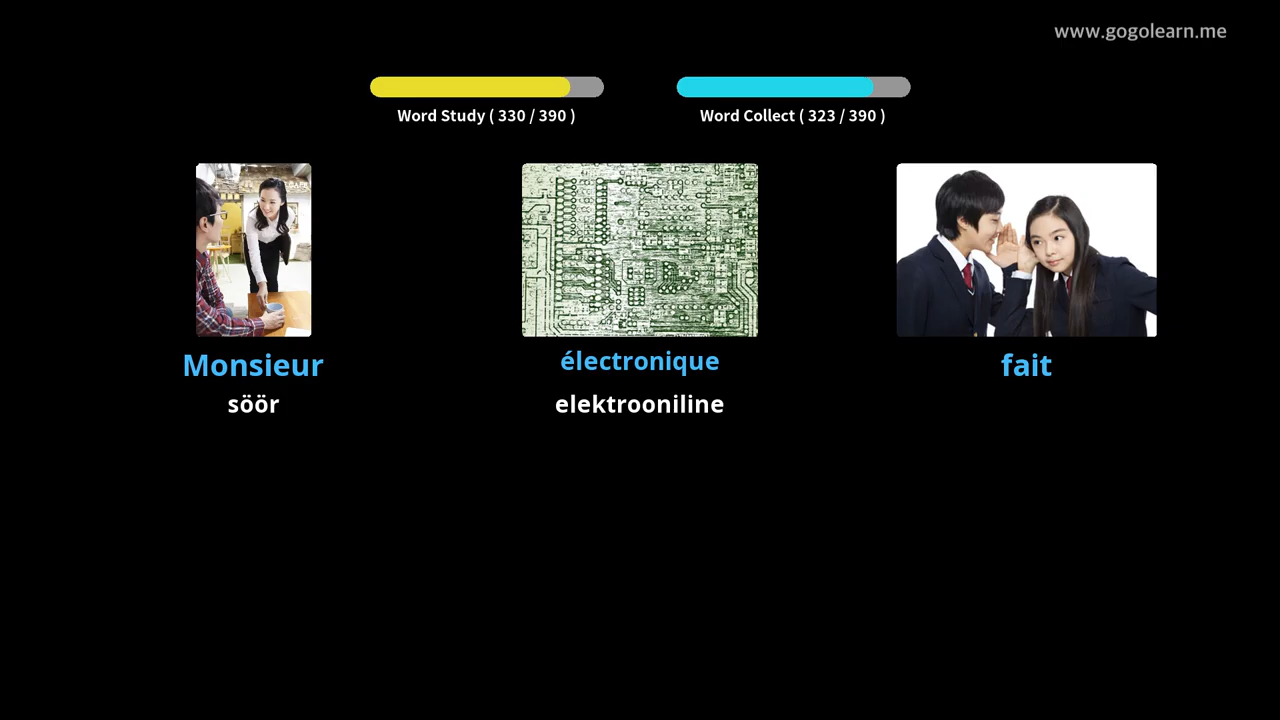 www.gogolearn.me
Word Study ( 330 / 390 )
Word Collect ( 323 / 390 )
Monsieur
söör
électronique
elektrooniline
fait